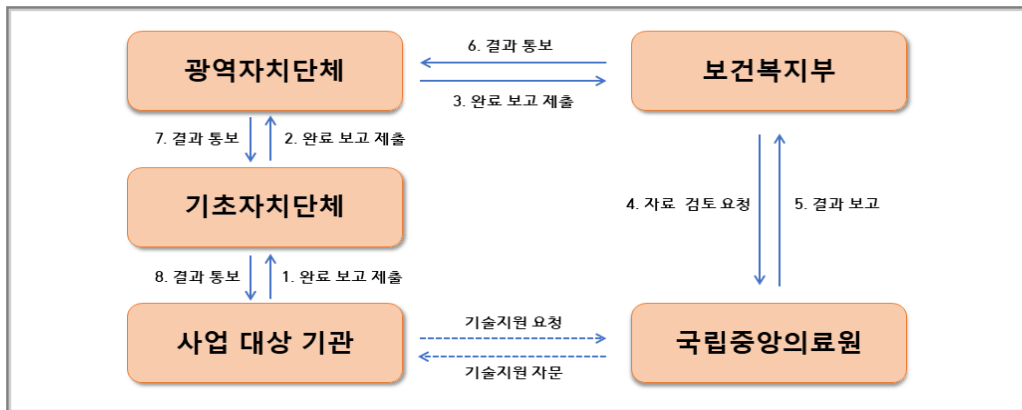 광역자치단체
6. 결과 통보
3. 완료 보고 제출
보건복지부
7. 결과 통보
2. 완료 보고 제출
기초자치단체
4. 자료 검토 요청
5. 결과 보고
8. 결과 통보
1. 완료 보고 제출
사업 대상 기관
기술지원 요청
기술지원 자문
국립중앙의료원